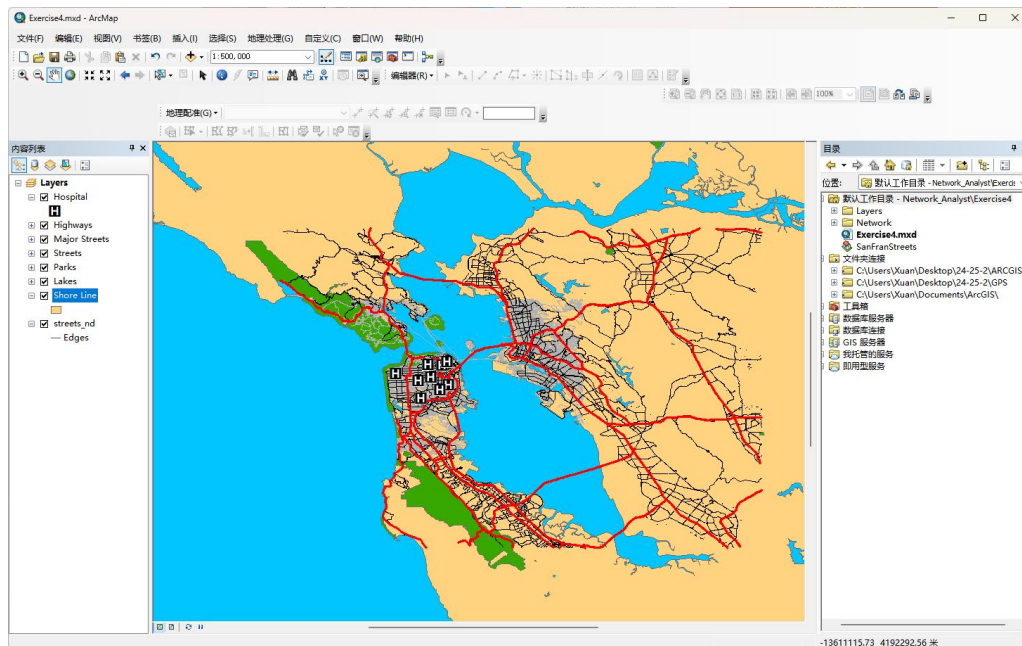 Exercise4.mxd - ArcMap
文件(F) 编辑(E) 视图(V) 书签(B) 插入(I) 选择(S) 地理处理(G) 自定义(C) 窗口(W) 帮助(H)
1:500,000
编辑器(R)
100%
地理配准(G)
内容列表
Layers
Hospital
H
Highways
Major Streets
Streets
Parks
Lakes
Shore Line
streets_nd
Edges
H H H
H H H
H H
H
目录
位置: 默认工作目录 - Network_Analyst\Exercis
默认工作目录 - Network_Analyst\Exercise4
Layers
Network
Exercise4.mxd
SanFranStreets
文件夹连接
C:\Users\Xuan\Desktop\24-25-2\ARCGIS
C:\Users\Xuan\Desktop\24-25-2\GPS
C:\Users\Xuan\Documents\ArcGIS\
工具箱
数据库服务器
数据库连接
GIS 服务器
我托管的服务
即用型服务
-13611115.73 4192292.56 米